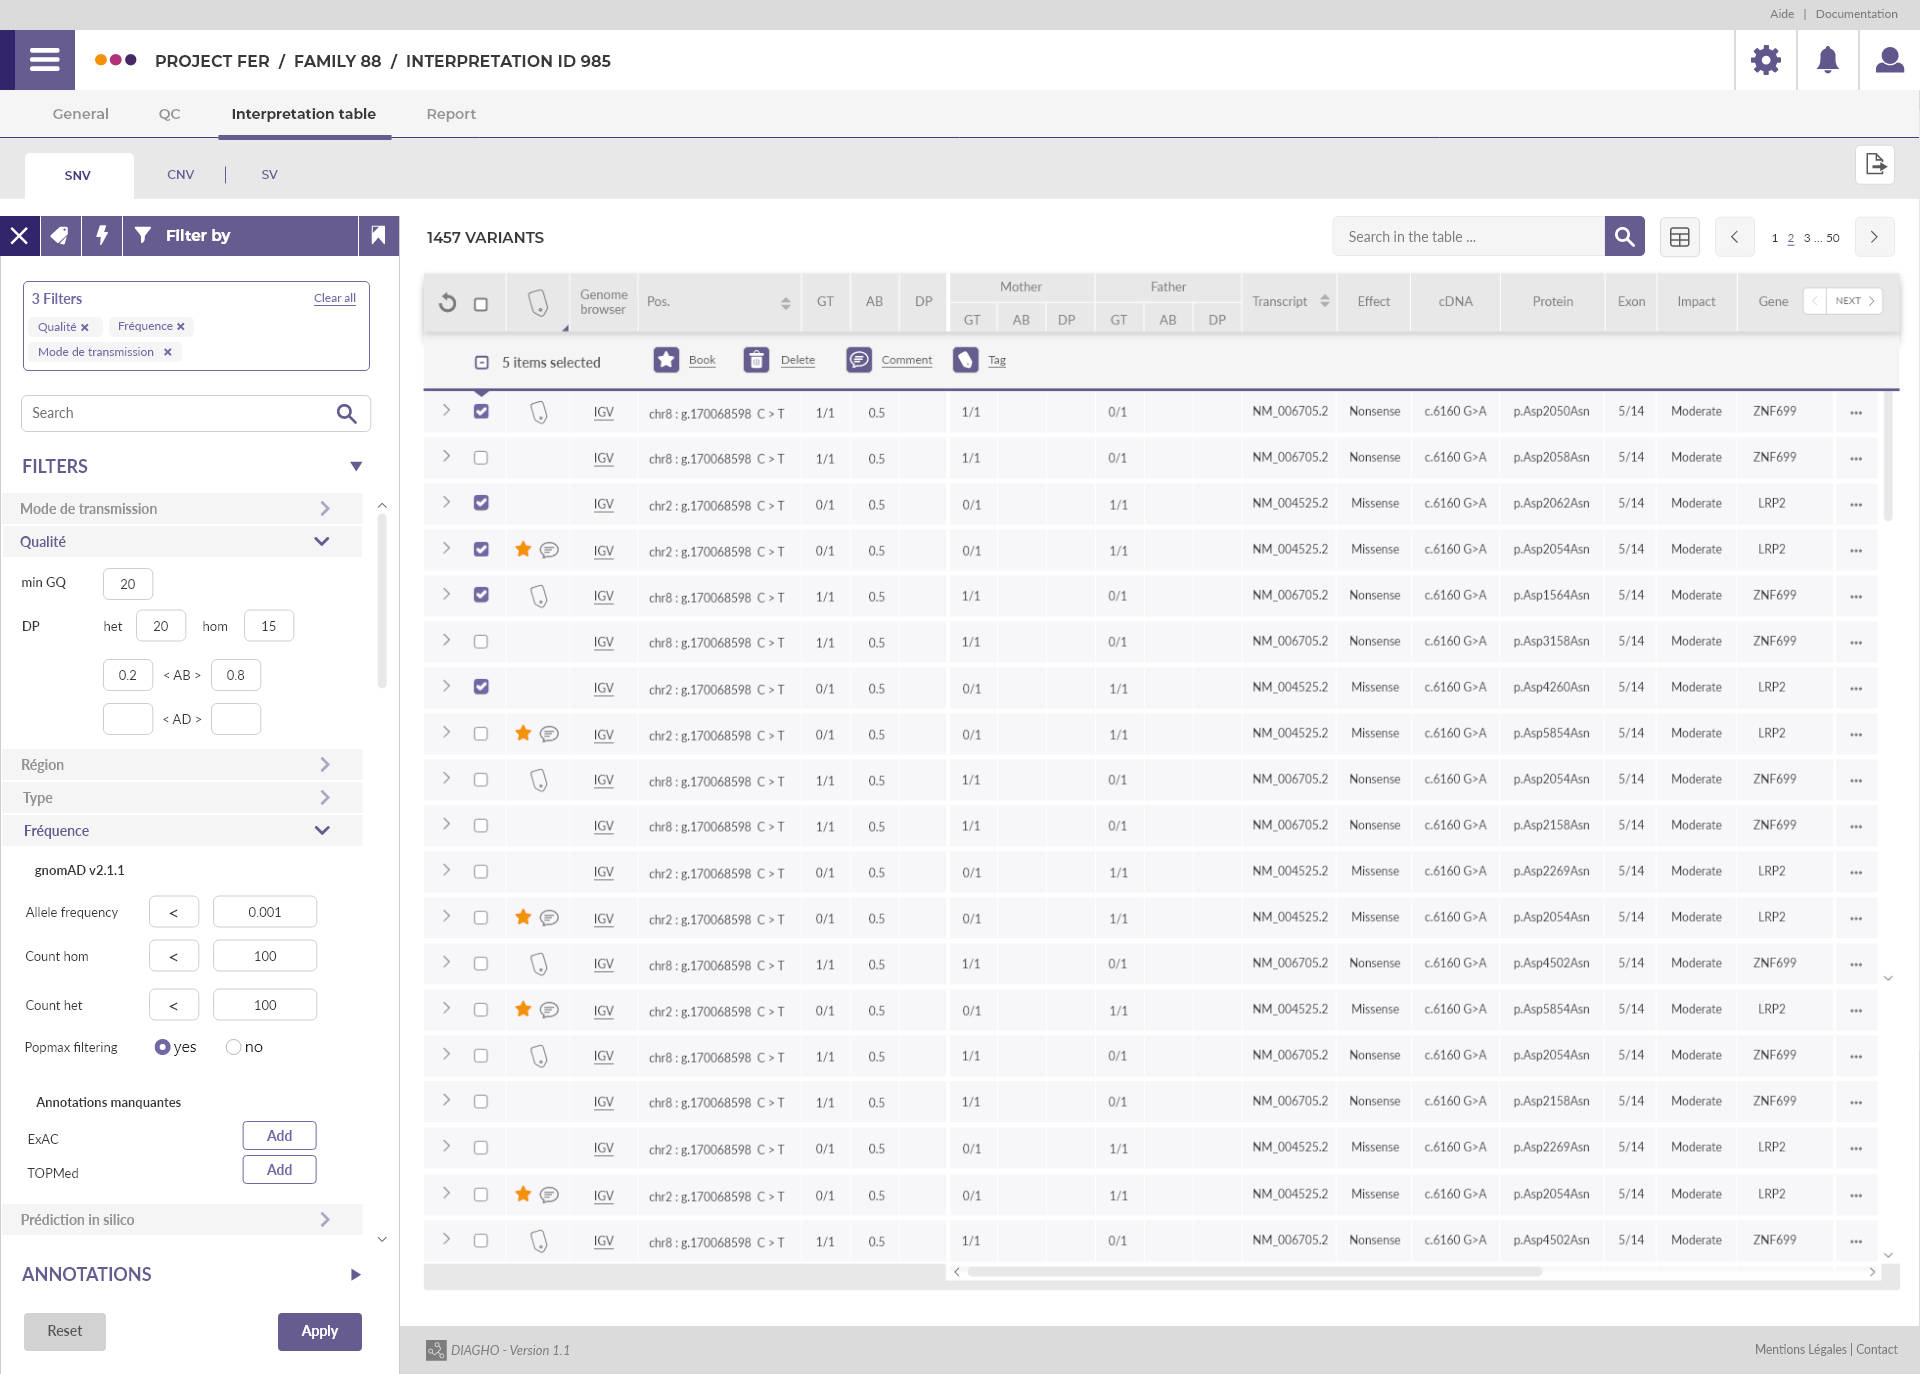 Aide | Documentation
PROJECT FER / FAMILY 88 / INTERPRETATION ID 985
General QC Interpretation table Report
SNV CNV | SV
Filter by
1457 VARIANTS
Search in the table ...
1 2 3 ... 50
3 Filters Clear all
Qualité × Fréquence ×
Mode de transmission ×
Search
FILTERS
Mode de transmission
Qualité
min GQ 20
DP het 20 hom 15
0.2 < AB > 0.8
< AD >
Région
Type
Fréquence
gnomAD v2.1.1
Allele frequency < 0.001
Count hom < 100
Count het < 100
Popmax filtering yes no
Annotations manquantes
ExAC Add
TOPMed Add
Prédiction in silico
ANNOTATIONS
Reset Apply
Mother Father
Genome browser Pos. GT AB DP GT AB DP GT AB DP Transcript Effect cDNA Protein Exon Impact Gene NEXT
5 items selected Book Delete Comment Tag
IGV chr8 : g.170068598 C > T 1/1 0.5 1/1 0/1 NM_006705.2 Nonsense c.6160 G>A p.Asp2050Asn 5/14 Moderate ZNF699 •••
IGV chr8 : g.170068598 C > T 1/1 0.5 1/1 0/1 NM_006705.2 Nonsense c.6160 G>A p.Asp2058Asn 5/14 Moderate ZNF699 •••
IGV chr2 : g.170068598 C > T 0/1 0.5 0/1 1/1 NM_004525.2 Missense c.6160 G>A p.Asp2062Asn 5/14 Moderate LRP2 •••
IGV chr2 : g.170068598 C > T 0/1 0.5 0/1 1/1 NM_004525.2 Missense c.6160 G>A p.Asp2054Asn 5/14 Moderate LRP2 •••
IGV chr8 : g.170068598 C > T 1/1 0.5 1/1 0/1 NM_006705.2 Nonsense c.6160 G>A p.Asp1564Asn 5/14 Moderate ZNF699 •••
IGV chr8 : g.170068598 C > T 1/1 0.5 1/1 0/1 NM_006705.2 Nonsense c.6160 G>A p.Asp3158Asn 5/14 Moderate ZNF699 •••
IGV chr2 : g.170068598 C > T 0/1 0.5 0/1 1/1 NM_004525.2 Missense c.6160 G>A p.Asp4260Asn 5/14 Moderate LRP2 •••
IGV chr2 : g.170068598 C > T 0/1 0.5 0/1 1/1 NM_004525.2 Missense c.6160 G>A p.Asp5854Asn 5/14 Moderate LRP2 •••
IGV chr8 : g.170068598 C > T 1/1 0.5 1/1 0/1 NM_006705.2 Nonsense c.6160 G>A p.Asp2054Asn 5/14 Moderate ZNF699 •••
IGV chr8 : g.170068598 C > T 1/1 0.5 1/1 0/1 NM_006705.2 Nonsense c.6160 G>A p.Asp2158Asn 5/14 Moderate ZNF699 •••
IGV chr2 : g.170068598 C > T 0/1 0.5 0/1 1/1 NM_004525.2 Missense c.6160 G>A p.Asp2269Asn 5/14 Moderate LRP2 •••
IGV chr2 : g.170068598 C > T 0/1 0.5 0/1 1/1 NM_004525.2 Missense c.6160 G>A p.Asp2054Asn 5/14 Moderate LRP2 •••
IGV chr8 : g.170068598 C > T 1/1 0.5 1/1 0/1 NM_006705.2 Nonsense c.6160 G>A p.Asp4502Asn 5/14 Moderate ZNF699 •••
IGV chr2 : g.170068598 C > T 0/1 0.5 0/1 1/1 NM_004525.2 Missense c.6160 G>A p.Asp5854Asn 5/14 Moderate LRP2 •••
IGV chr8 : g.170068598 C > T 1/1 0.5 1/1 0/1 NM_006705.2 Nonsense c.6160 G>A p.Asp2054Asn 5/14 Moderate ZNF699 •••
IGV chr8 : g.170068598 C > T 1/1 0.5 1/1 0/1 NM_006705.2 Nonsense c.6160 G>A p.Asp2158Asn 5/14 Moderate ZNF699 •••
IGV chr2 : g.170068598 C > T 0/1 0.5 0/1 1/1 NM_004525.2 Missense c.6160 G>A p.Asp2269Asn 5/14 Moderate LRP2 •••
IGV chr2 : g.170068598 C > T 0/1 0.5 0/1 1/1 NM_004525.2 Missense c.6160 G>A p.Asp2054Asn 5/14 Moderate LRP2 •••
IGV chr8 : g.170068598 C > T 1/1 0.5 1/1 0/1 NM_006705.2 Nonsense c.6160 G>A p.Asp4502Asn 5/14 Moderate ZNF699 •••
DIAGHO - Version 1.1 Mentions Légales | Contact